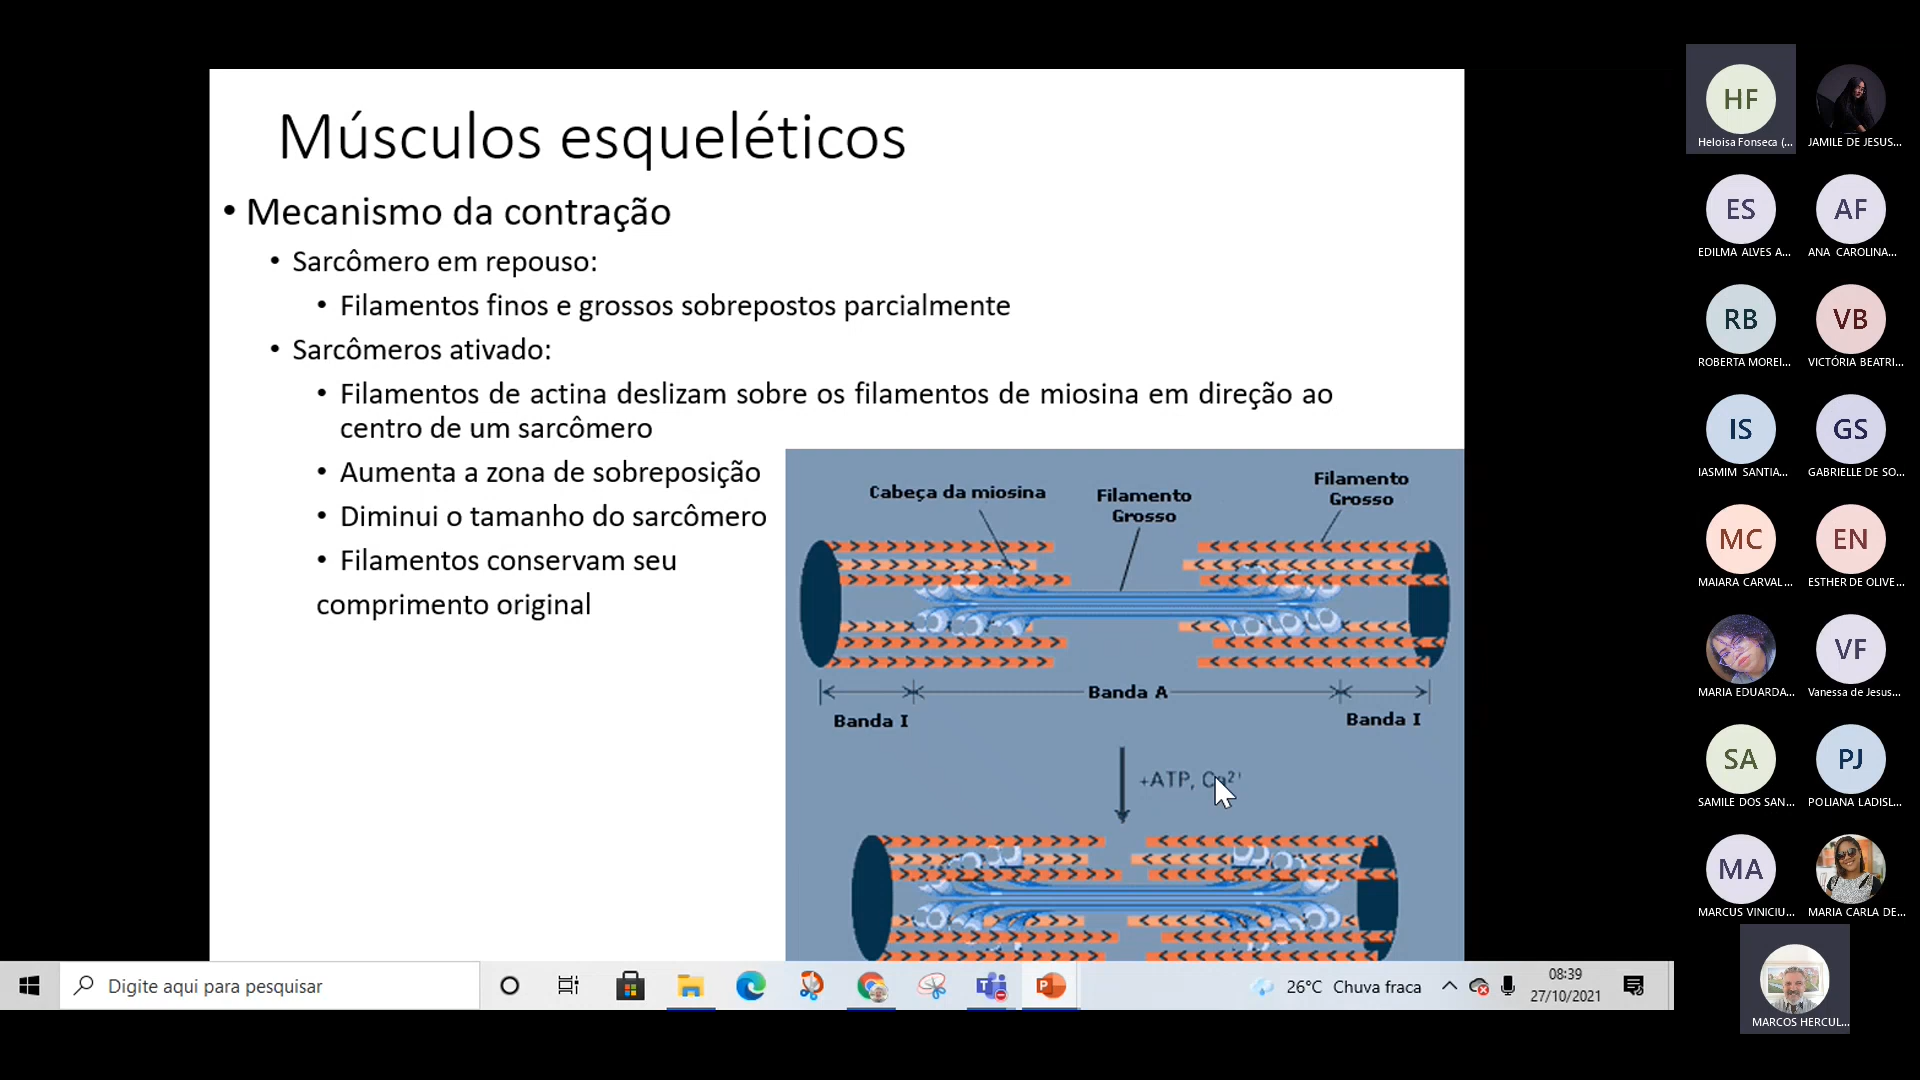 Músculos esqueléticos
• Mecanismo da contração
• Sarcômero em repouso:
• Filamentos finos e grossos sobrepostos parcialmente
• Sarcômeros ativado:
• Filamentos de actina deslizam sobre os filamentos de miosina em direção ao
centro de um sarcômero
• Aumenta a zona de sobreposição
• Diminui o tamanho do sarcômero
• Filamentos conservam seu
comprimento original
Cabeça da miosina
Filamento
Grosso
Filamento
Grosso
Banda A
Banda I
Banda I
+ATP,
HF
Heloisa Fonseca (...
JAMILE DE JESUS...
ES
EDILMA ALVES A...
AF
ANA CAROLINA...
RB
ROBERTA MOREI...
VB
VICTÓRIA BEATRI...
IS
IASMIM SANTIA...
GS
GABRIELLE DE SO...
MC
MAIARA CARVAL...
EN
ESTHER DE OLIVE...
MARIA EDUARDA...
VF
Vanessa de Jesus...
SA
SAMILE DOS SAN...
PJ
POLIANA LADISL...
MA
MARCUS VINICIU...
MARIA CARLA DE...
MARCOS HERCUL...
Digite aqui para pesquisar
26°C Chuva fraca
08:39
27/10/2021